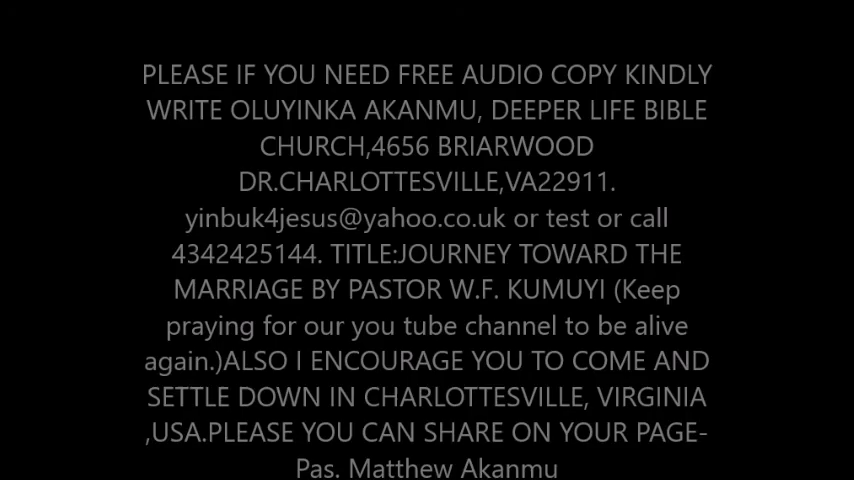 PLEASE IF YOU NEED FREE AUDIO COPY KINDLY
WRITE OLUYINKA AKANMU, DEEPER LIFE BIBLE
CHURCH,4656 BRIARWOOD
DR.CHARLOTTESVILLE,VA22911.
yinbuk4jesus@yahoo.co.uk or test or call
4342425144. TITLE:JOURNEY TOWARD THE
MARRIAGE BY PASTOR W.F. KUMUYI (Keep
praying for our you tube channel to be alive
again.)ALSO I ENCOURAGE YOU TO COME AND
SETTLE DOWN IN CHARLOTTESVILLE, VIRGINIA
,USA.PLEASE YOU CAN SHARE ON YOUR PAGE-
Pas. Matthew Akanmu